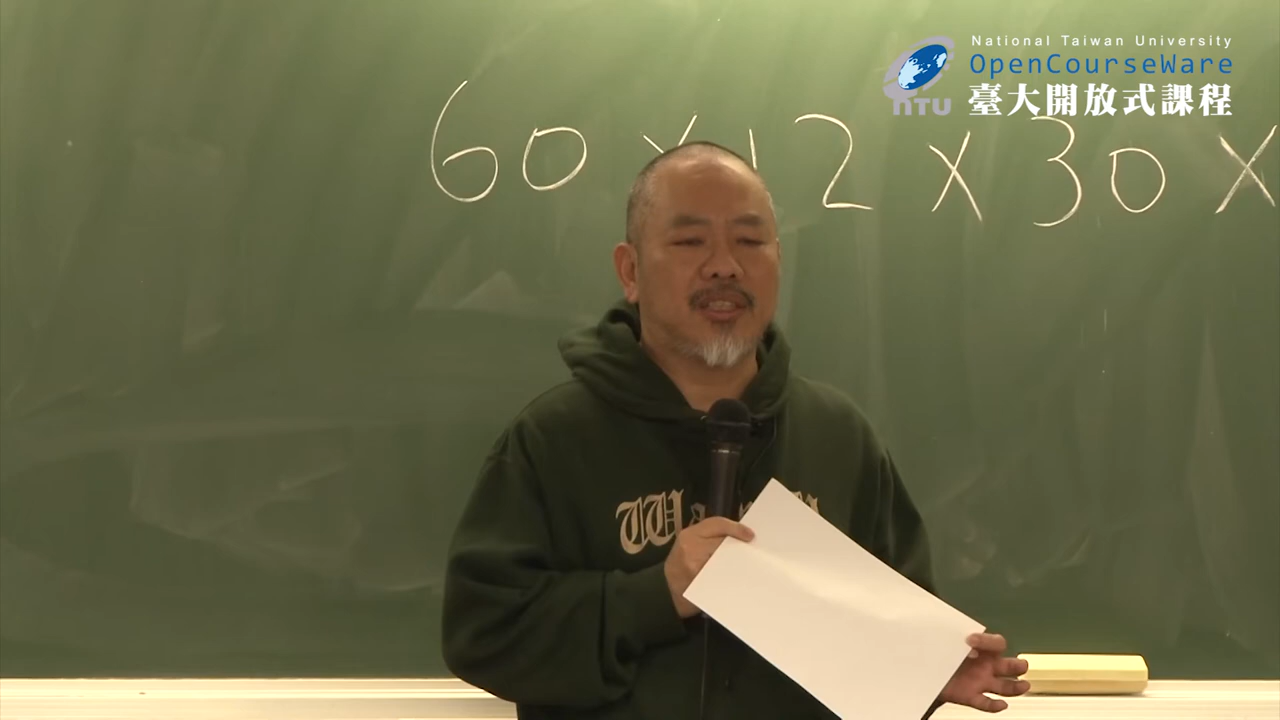 National Taiwan University
OpenCourseWare
NTU
臺大開放式課程
60 × 12 × 30 ×